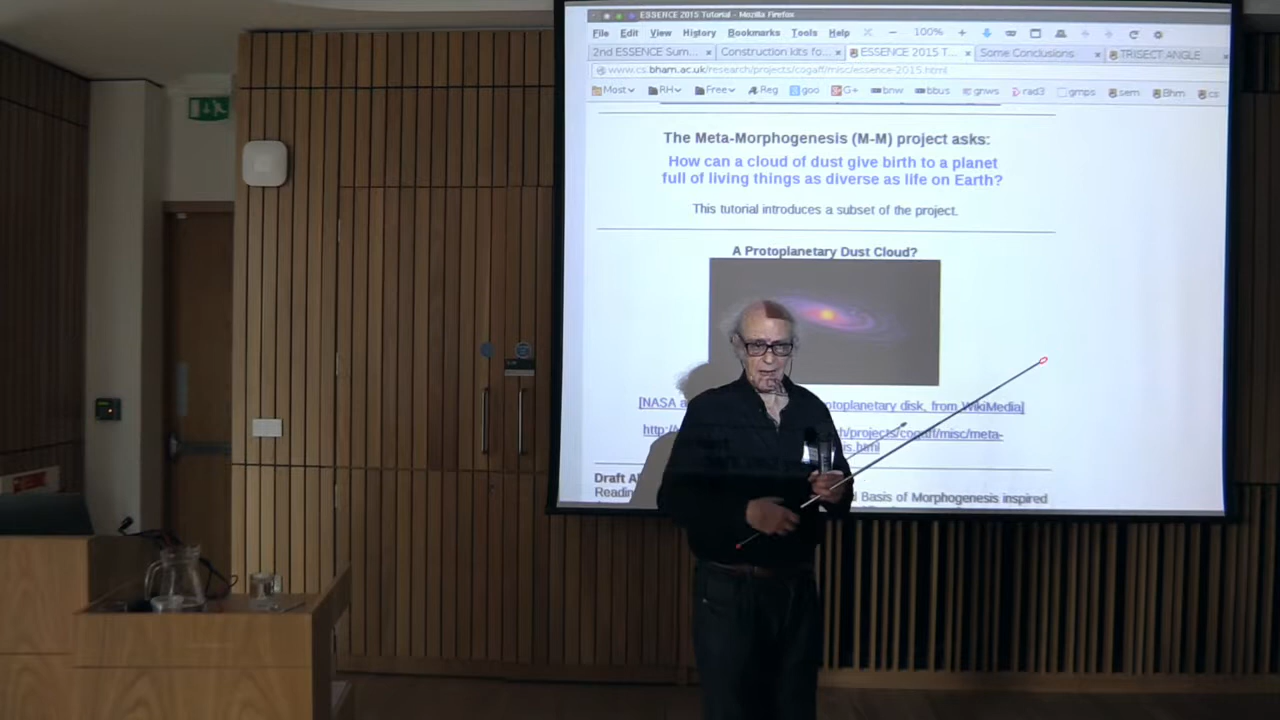 ESSENCE 2015 Tutorial - Mozilla Firefox
File Edit View History Bookmarks Tools Help 100%
2nd ESSENCE Sum... Construction kits fo... ESSENCE 2015 T... Some Conclusions TRISECT ANGLE
www.cs.bham.ac.uk/research/projects/cogaff/misc/essence-2015.html
Most RH Free Reg goo G+ bnw bbus gnws rad3 gmps sem Bhm cs
The Meta-Morphogenesis (M-M) project asks:
How can a cloud of dust give birth to a planet
full of living things as diverse as life on Earth?
This tutorial introduces a subset of the project.
A Protoplanetary Dust Cloud?
[NASA a otoplanetary disk, from WikiMedia]
http:// h/projects/cogaff/misc/meta-
is.html
Draft A
Readin d Basis of Morphogenesis inspired